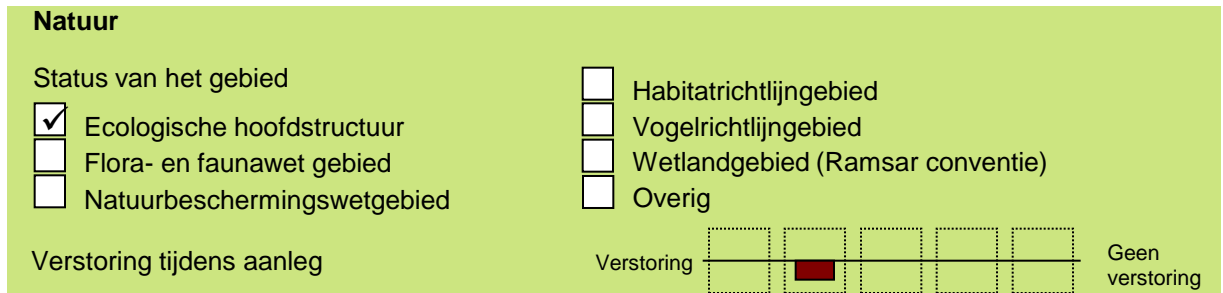 Natuur
Status van het gebied
Ecologische hoofdstructuur
Flora- en faunawet gebied
Natuurbeschermingswetgebied
Habitatrichtlijngebied
Vogelrichtlijngebied
Wetlandgebied (Ramsar conventie)
Overig
Verstoring tijdens aanleg
Verstoring
Geen
verstoring